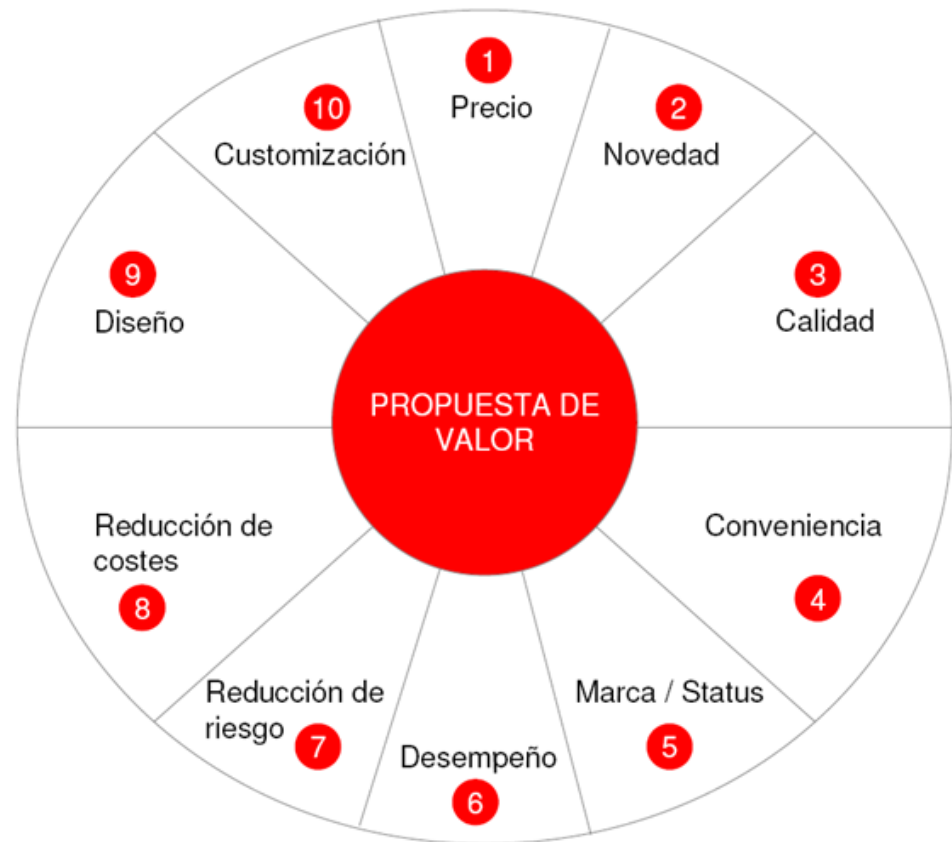 1
Precio
2
Novedad
3
Calidad
Conveniencia
4
Marca / Status
5
Desempeño
6
Reducción de
riesgo
7
Reducción de
costes
8
9
Diseño
10
Customización
PROPUESTA DE
VALOR